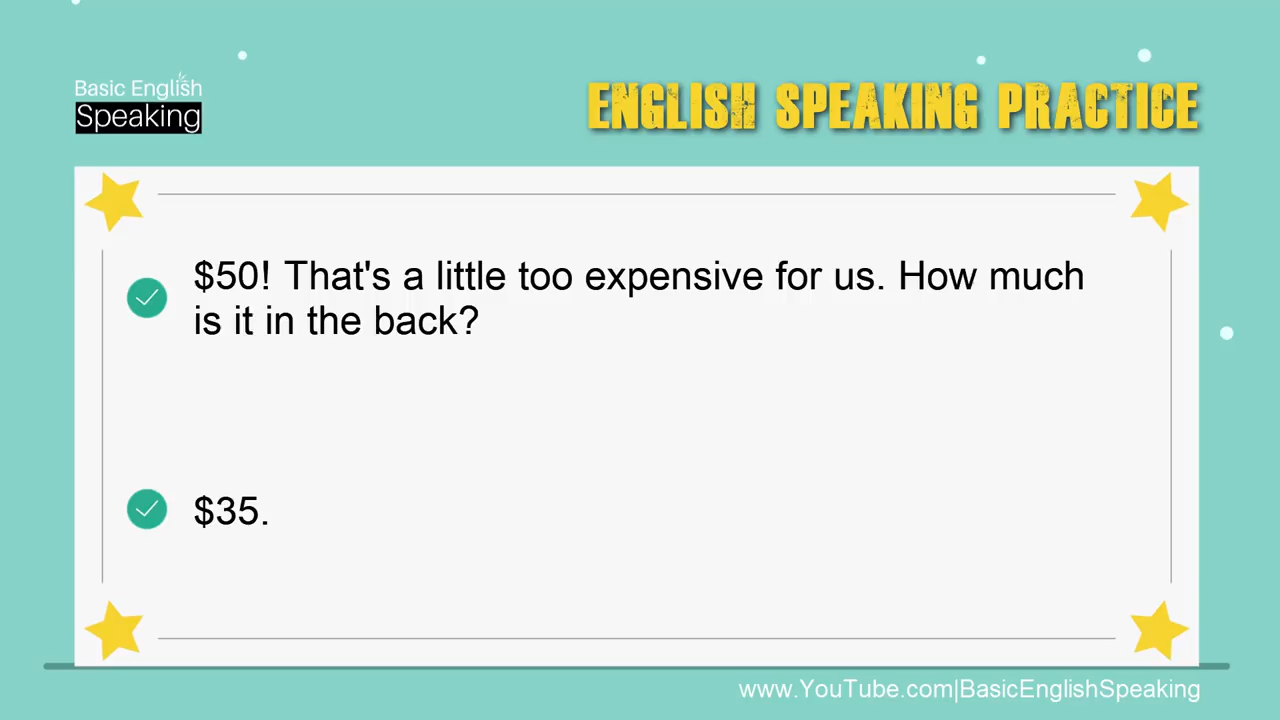 Basic English
Speaking
ENGLISH SPEAKING PRACTICE
$50! That's a little too expensive for us. How much
is it in the back?
$35.
www.YouTube.com|BasicEnglishSpeaking